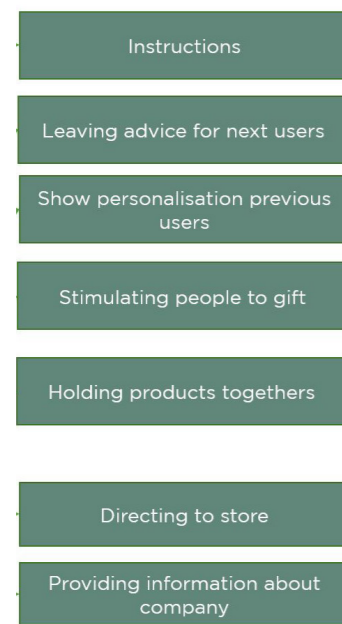 Instructions
Leaving advice for next users
Show personalisation previous
users
Stimulating people to gift
Holding products togethers
Directing to store
Providing information about
company